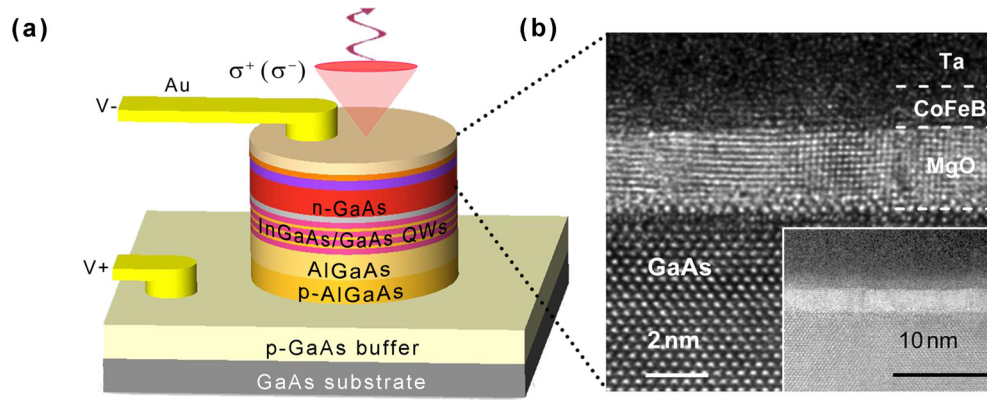 (a)
σ⁺ (σ⁻)
Au
V-
n-GaAs
InGaAs/GaAs QWs
AlGaAs
p-AlGaAs
V+
p-GaAs buffer
GaAs substrate
(b)
Ta
CoFeB
MgO
GaAs
2 nm
10 nm